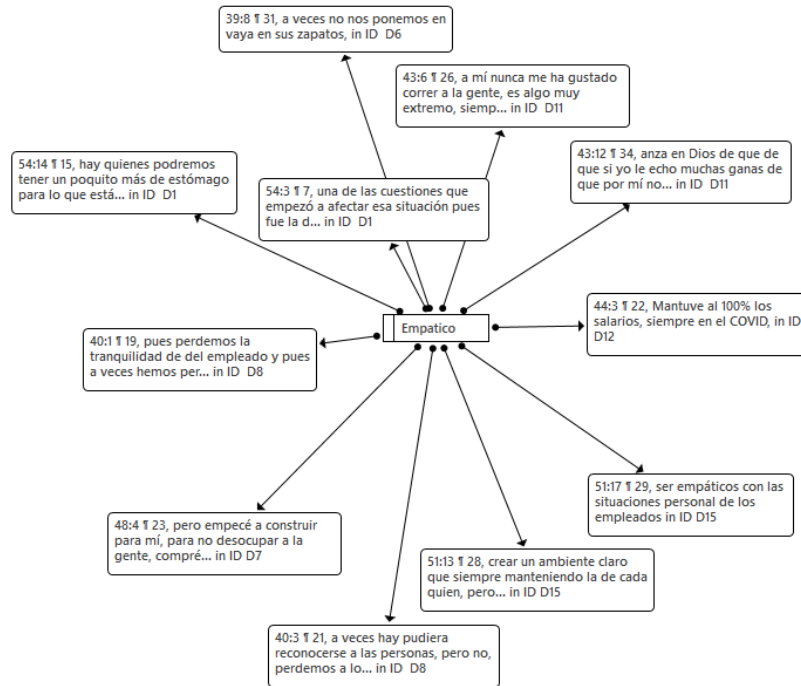 39:8 ¶ 31, a veces no nos ponemos en
vaya en sus zapatos, in ID  D6
43:6 ¶ 26, a mí nunca me ha gustado
correr a la gente, es algo muy
extremo, siemp... in ID  D11
54:14 ¶ 15, hay quienes podremos
tener un poquito más de estómago
para lo que está... in ID  D1
54:3 ¶ 7, una de las cuestiones que
empezó a afectar esa situación pues
fue la d... in ID  D1
43:12 ¶ 34, anza en Dios de que de
que si yo le echo muchas ganas de
que por mí no... in ID  D11
44:3 ¶ 22, Mantuve al 100% los
salarios, siempre en el COVID, in ID
D12
Empatico
40:1 ¶ 19, pues perdemos la
tranquilidad de del empleado y pues
a veces hemos per... in ID  D8
51:17 ¶ 29, ser empáticos con las
situaciones personal de los
empleados in ID D15
48:4 ¶ 23, pero empecé a construir
para mí, para no desocupar a la
gente, compré... in ID D7
51:13 ¶ 28, crear un ambiente claro
que siempre manteniendo la de cada
quien, pero... in ID D15
40:3 ¶ 21, a veces hay pudiera
reconocerse a las personas, pero no,
perdemos a lo... in ID  D8